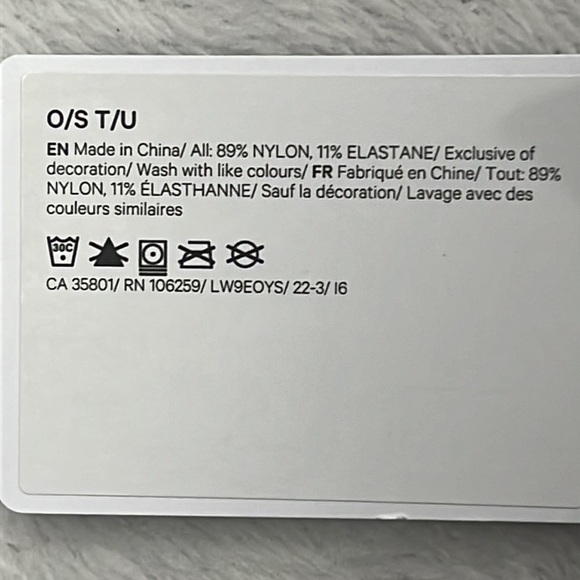 O/S T/U
EN Made in China/ All: 89% NYLON, 11% ELASTANE/ Exclusive of
decoration/ Wash with like colours/ FR Fabriqué en Chine/ Tout: 89%
NYLON, 11% ÉLASTHANNE/ Sauf la décoration/ Lavage avec des
couleurs similaires
30C
CA 35801/ RN 106259/ LW9EOYS/ 22-3/ I6